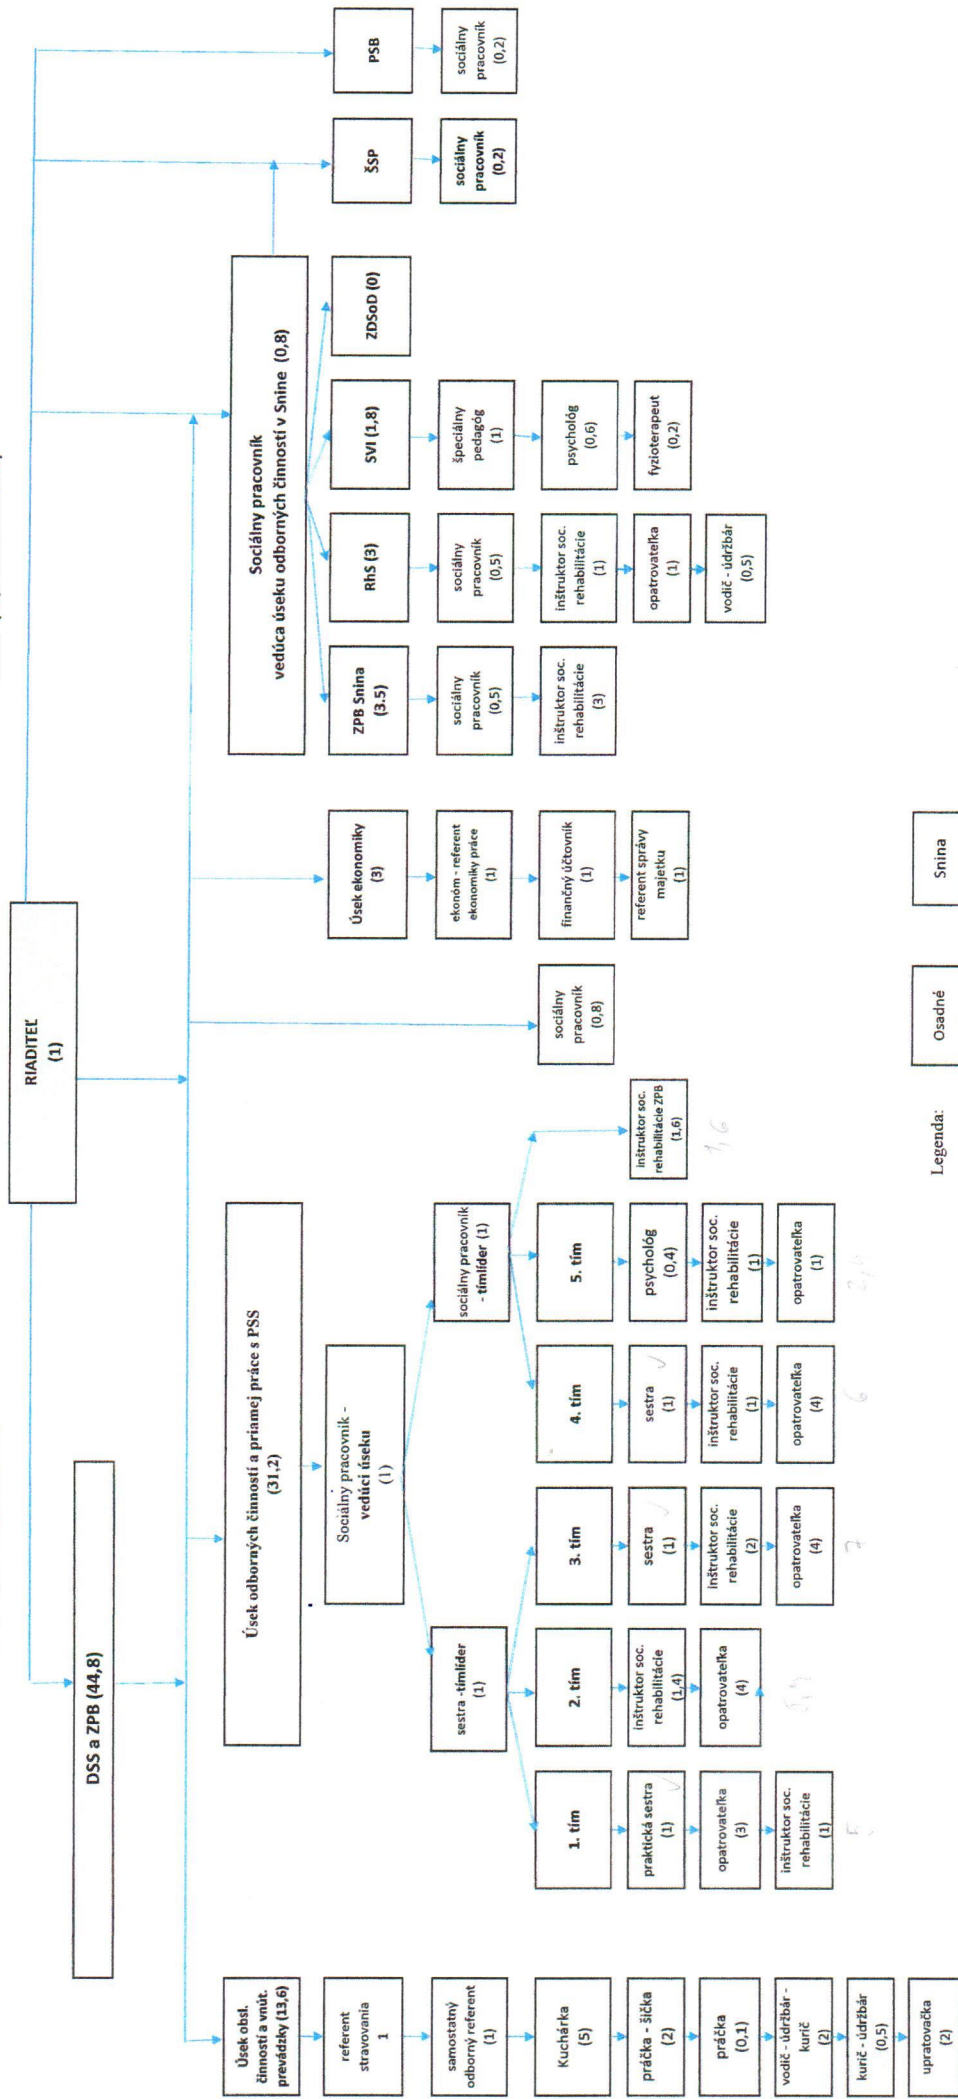 RIADITEĽ
(1)
DSS a ZPB (44,8)
Úsek obsl.
činností a vnút.
prevádzky (13,6)
referent
stravovania
1
samostatný
odborný referent
(1)
Kuchárka
(5)
práčka - šička
(2)
práčka
(0,1)
vodič - údržbár -
kurič
(2)
kurič - údržbár
(0,5)
upratovačka
(2)
Úsek odborných činností a priamej práce s PSS
(31,2)
Sociálny pracovník -
vedúci úseku
(1)
sestra -tímlíder
(1)
1. tím
praktická sestra
(1)
opatrovateľka
(3)
inštruktor soc.
rehabilitácie
(1)
5
2. tím
inštruktor soc.
rehabilitácie
(1,4)
opatrovateľka
(4)
3. tím
sestra
(1)
inštruktor soc.
rehabilitácie
(2)
opatrovateľka
(4)
7
sociálny pracovník
- tímlíder (1)
4. tím
sestra
(1)
inštruktor soc.
rehabilitácie
(1)
opatrovateľka
(4)
6
5. tím
psychológ
(0,4)
inštruktor soc.
rehabilitácie
(1)
opatrovateľka
(1)
inštruktor soc.
rehabilitácie ZPB
(1,6)
1,6
sociálny
pracovník
(0,8)
Úsek ekonomiky
(3)
ekonóm - referent
ekonomiky práce
(1)
finančný účtovník
(1)
referent správy
majetku
(1)
Sociálny pracovník
vedúca úseku odborných činností v Snine (0,8)
ZPB Snina
(3.5)
sociálny
pracovník
(0,5)
inštruktor soc.
rehabilitácie
(3)
RhS (3)
sociálny
pracovník
(0,5)
inštruktor soc.
rehabilitácie
(1)
opatrovateľka
(1)
vodič - údržbár
(0,5)
SVI (1,8)
špeciálny
pedagóg
(1)
psychológ
(0,6)
fyzioterapeut
(0,2)
ZDSoD (0)
ŠSP
sociálny
pracovník
(0,2)
PSB
sociálny
pracovník
(0,2)
Legenda:
Osadné
Snina